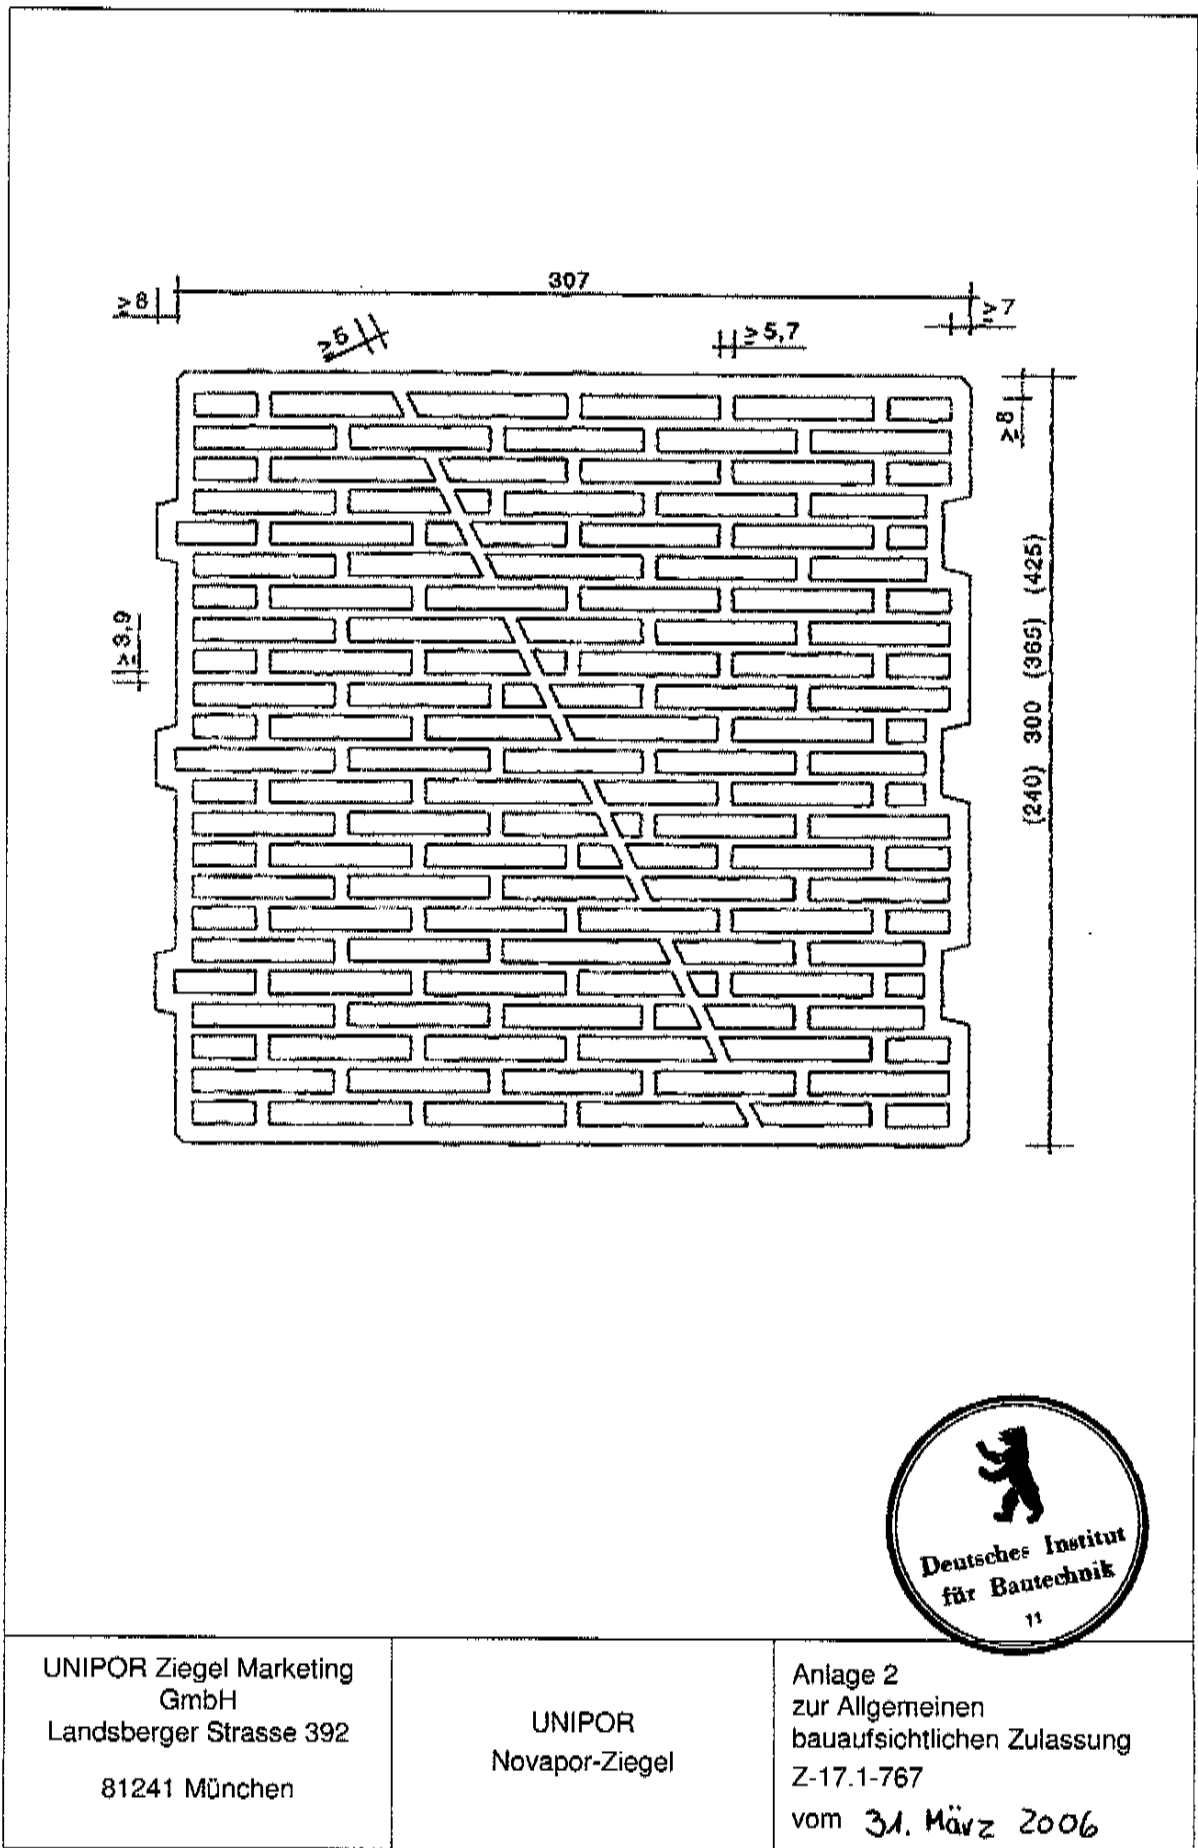 307
≥8
≥7
≥6
≥5,7
≥8
≥3,9
(240) 300 (365) (425)
Deutsches Institut
für Bautechnik
11
UNIPOR Ziegel Marketing
GmbH
Landsberger Strasse 392
81241 München
UNIPOR
Novapor-Ziegel
Anlage 2
zur Allgemeinen
bauaufsichtlichen Zulassung
Z-17.1-767
vom 31. März 2006